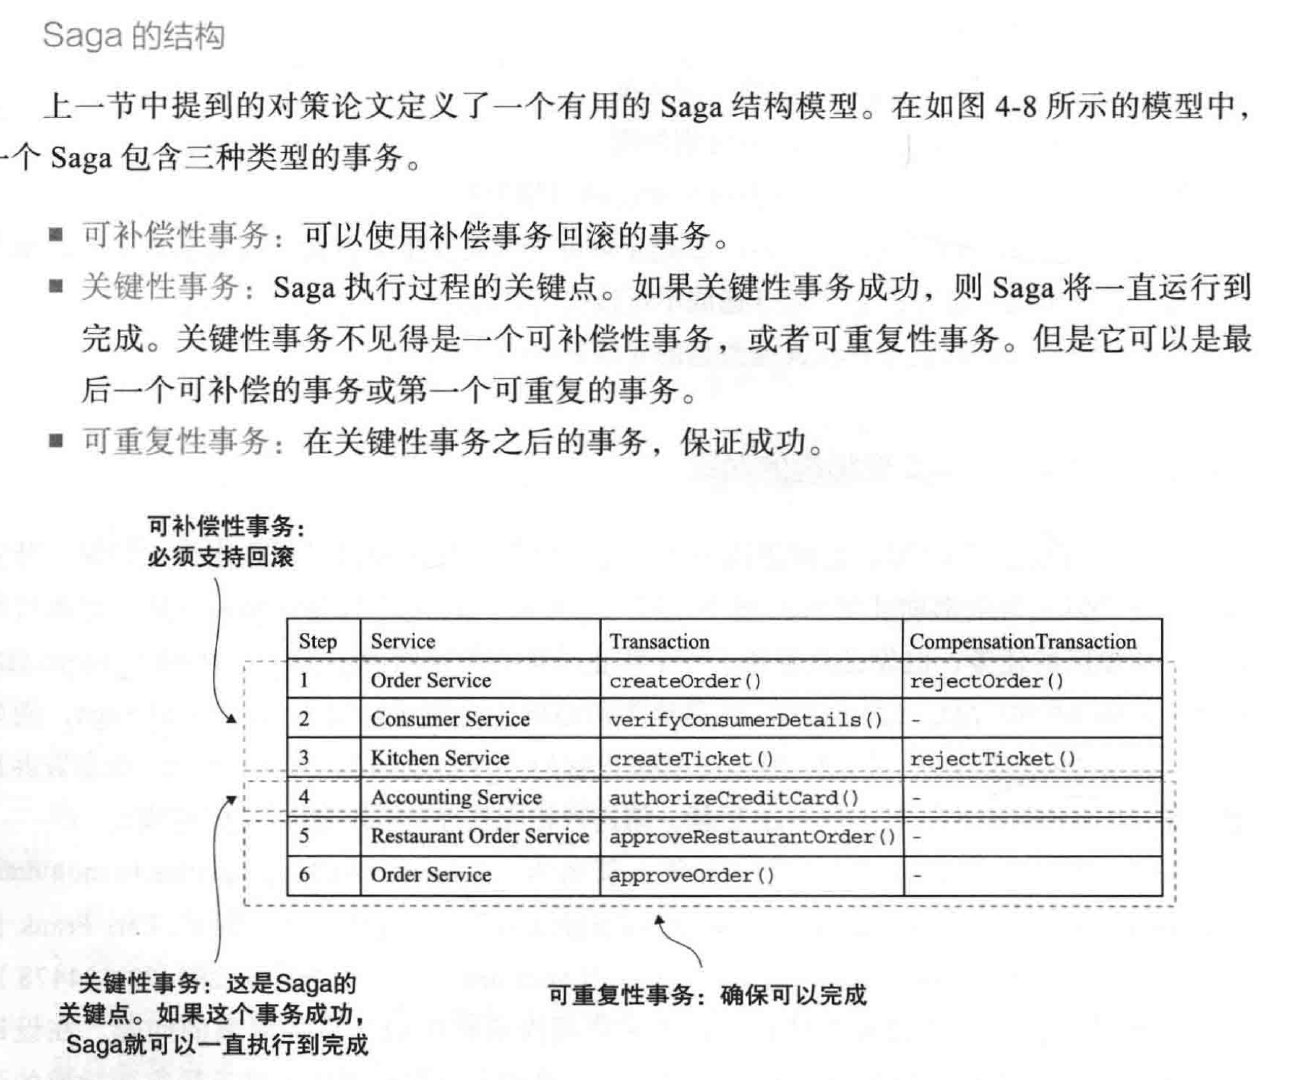 Saga 的结构
上一节中提到的对策论文定义了一个有用的 Saga 结构模型。在如图 4-8 所示的模型中，
一个 Saga 包含三种类型的事务。
■ 可补偿性事务：可以使用补偿事务回滚的事务。
■ 关键性事务：Saga 执行过程的关键点。如果关键性事务成功，则 Saga 将一直运行到
完成。关键性事务不见得是一个可补偿性事务，或者可重复性事务。但是它可以是最
后一个可补偿的事务或第一个可重复的事务。
■ 可重复性事务：在关键性事务之后的事务，保证成功。
可补偿性事务：
必须支持回滚
Step Service Transaction CompensationTransaction
1 Order Service createOrder() rejectOrder()
2 Consumer Service verifyConsumerDetails() -
3 Kitchen Service createTicket() rejectTicket()
4 Accounting Service authorizeCreditCard() -
5 Restaurant Order Service approveRestaurantOrder() -
6 Order Service approveOrder() -
关键性事务：这是Saga的
关键点。如果这个事务成功，
Saga就可以一直执行到完成
可重复性事务：确保可以完成